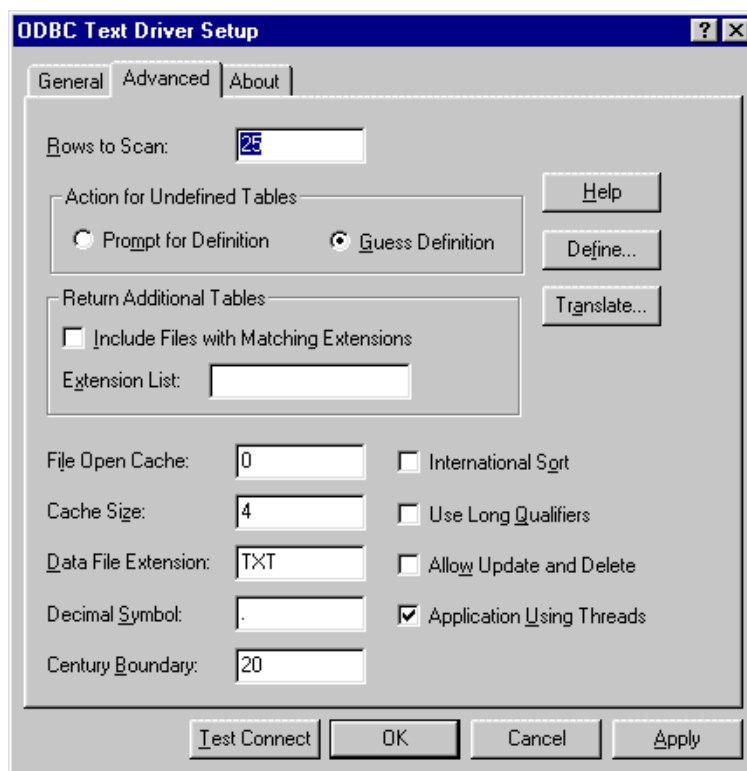 ODBC Text Driver Setup
General Advanced About
Rows to Scan: 25
Action for Undefined Tables
Prompt for Definition Guess Definition
Help
Define...
Return Additional Tables
Include Files with Matching Extensions
Extension List:
Translate...
File Open Cache: 0 International Sort
Cache Size: 4 Use Long Qualifiers
Data File Extension: TXT Allow Update and Delete
Decimal Symbol: . Application Using Threads
Century Boundary: 20
Test Connect OK Cancel Apply